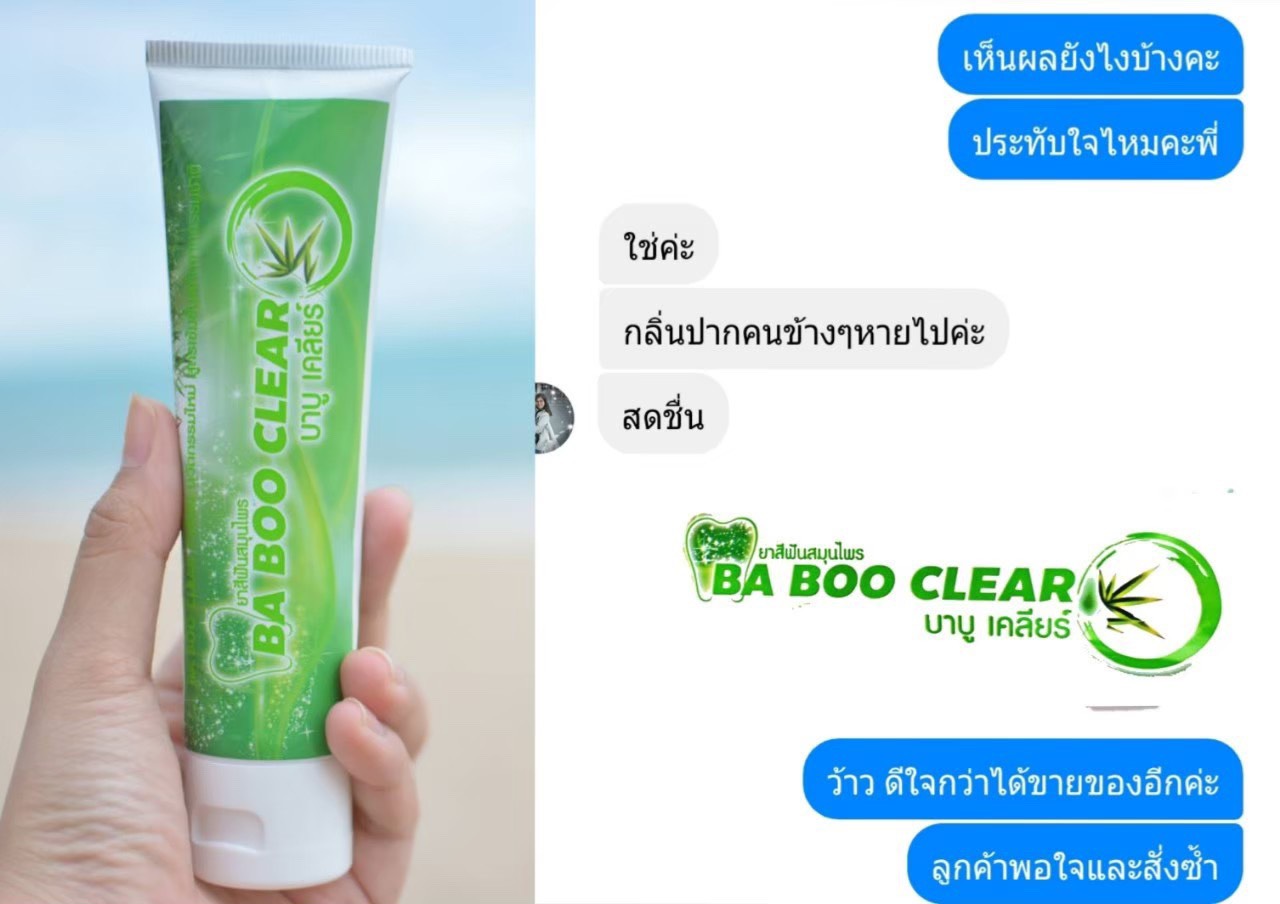 ยาสีฟันสมุนไพร
BA BOO CLEAR
บาบู เคลียร์
เห็นผลยังไงบ้างคะ
ประทับใจไหมคะพี่
ใช่ค่ะ
กลิ่นปากคนข้างๆหายไปค่ะ
สดชื่น
ยาสีฟันสมุนไพร
BA BOO CLEAR
บาบู เคลียร์
ว้าว ดีใจกว่าได้ขายของอีกค่ะ
ลูกค้าพอใจและสั่งซ้ำ